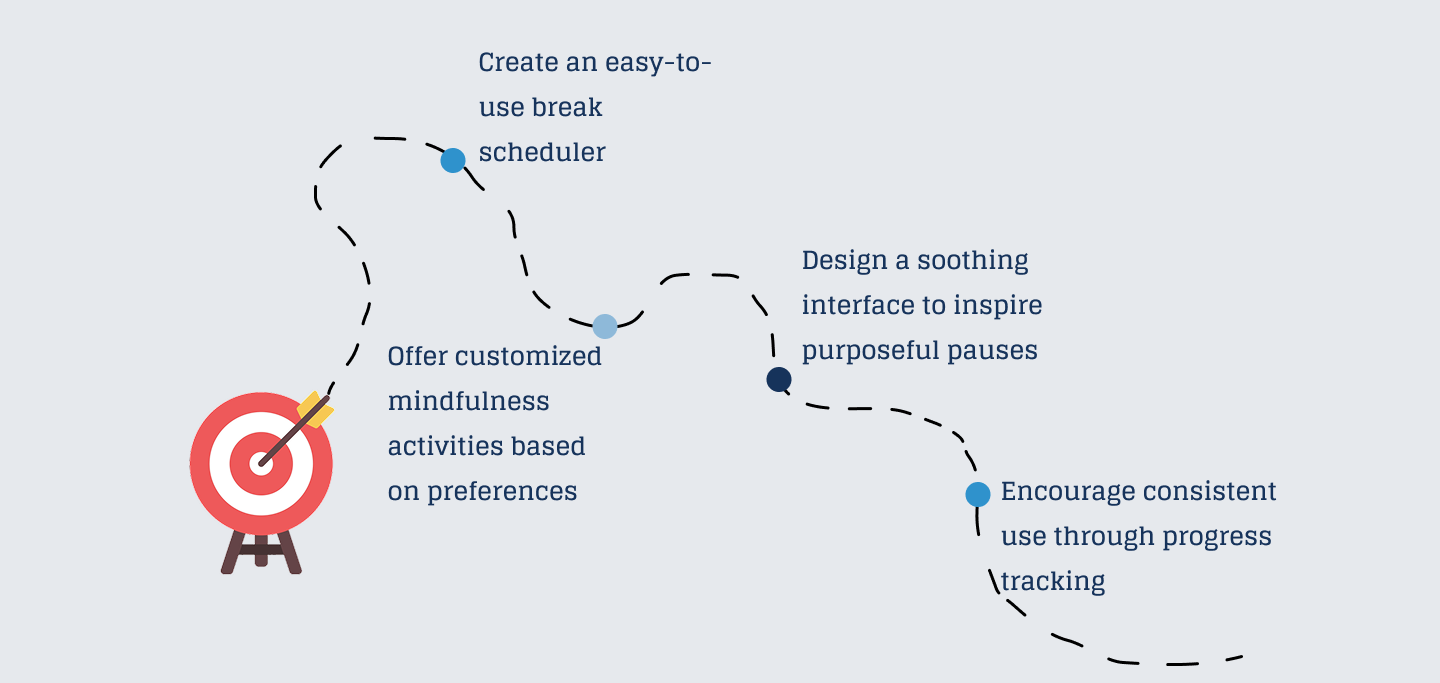 Create an easy-to-
use break
scheduler
Offer customized
mindfulness
activities based
on preferences
Design a soothing
interface to inspire
purposeful pauses
Encourage consistent
use through progress
tracking